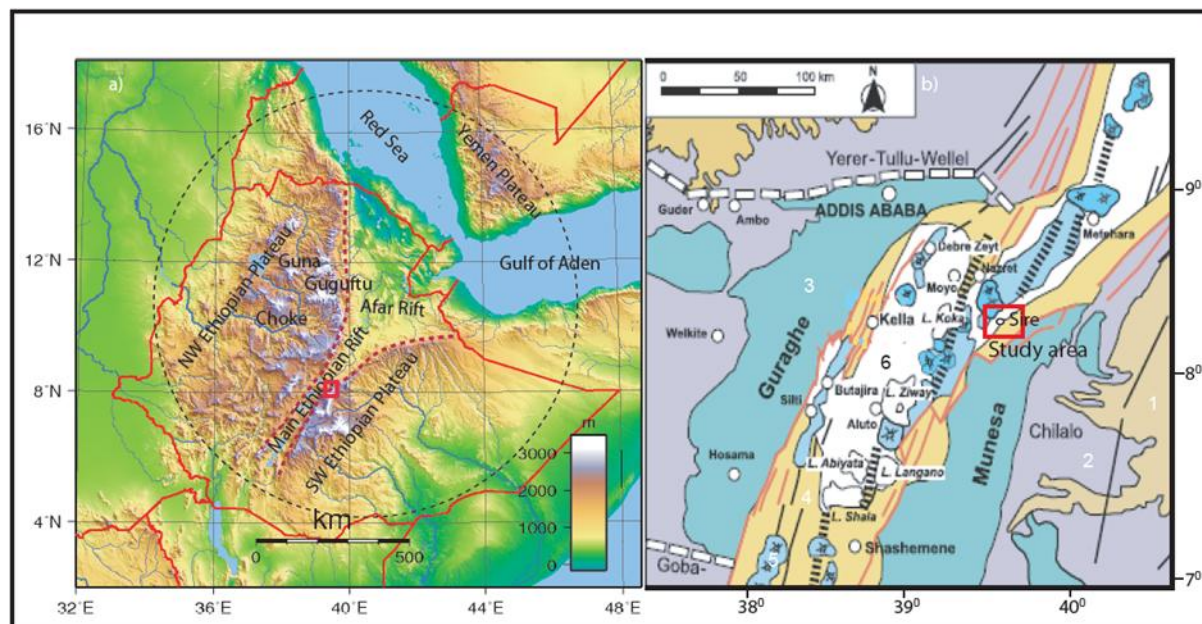 a)
16°N
12°N
8°N
4°N
32°E
36°E
40°E
44°E
48°E
Red Sea
Yemen Plateau
Gulf of Aden
NW Ethiopian Plateau
Guna
Guguftu
Choke
Afar Rift
Main Ethiopian Rift
SW Ethiopian Plateau
km
0
500
m
3000
2000
1000
0
b)
0 50 100 km
N
Yerer-Tullu-Wellel
Guder
Ambo
ADDIS ABABA
Debre Zeyt
Metehara
Nazret
Moyo
3
Welkite
Kella
L. Koka
Sire
Study area
Guraghe
6
Butajira
L. Ziway
Silti
Aluto
1
Chilalo
2
Hosama
L. Abiyata
L. Langano
Munesa
4
L. Shala
Shashemene
Goba-
9⁰
8⁰
7⁰
38⁰
39⁰
40⁰